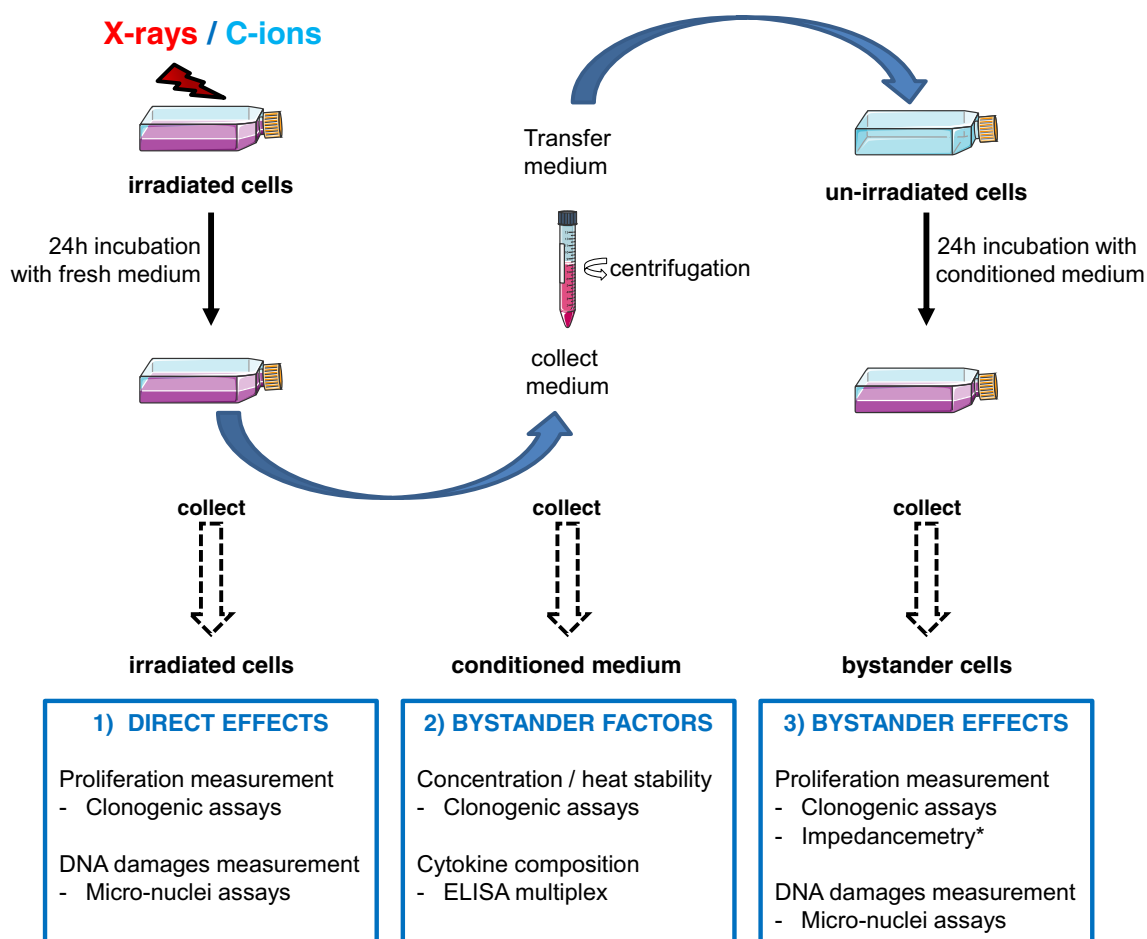 X-rays / C-ions
irradiated cells
24h incubation
with fresh medium
Transfer
medium
centrifugation
collect
medium
un-irradiated cells
24h incubation with
conditioned medium
collect
irradiated cells
1) DIRECT EFFECTS
Proliferation measurement
- Clonogenic assays
DNA damages measurement
- Micro-nuclei assays
collect
conditioned medium
2) BYSTANDER FACTORS
Concentration / heat stability
- Clonogenic assays
Cytokine composition
- ELISA multiplex
collect
bystander cells
3) BYSTANDER EFFECTS
Proliferation measurement
- Clonogenic assays
- Impedancemetry*
DNA damages measurement
- Micro-nuclei assays